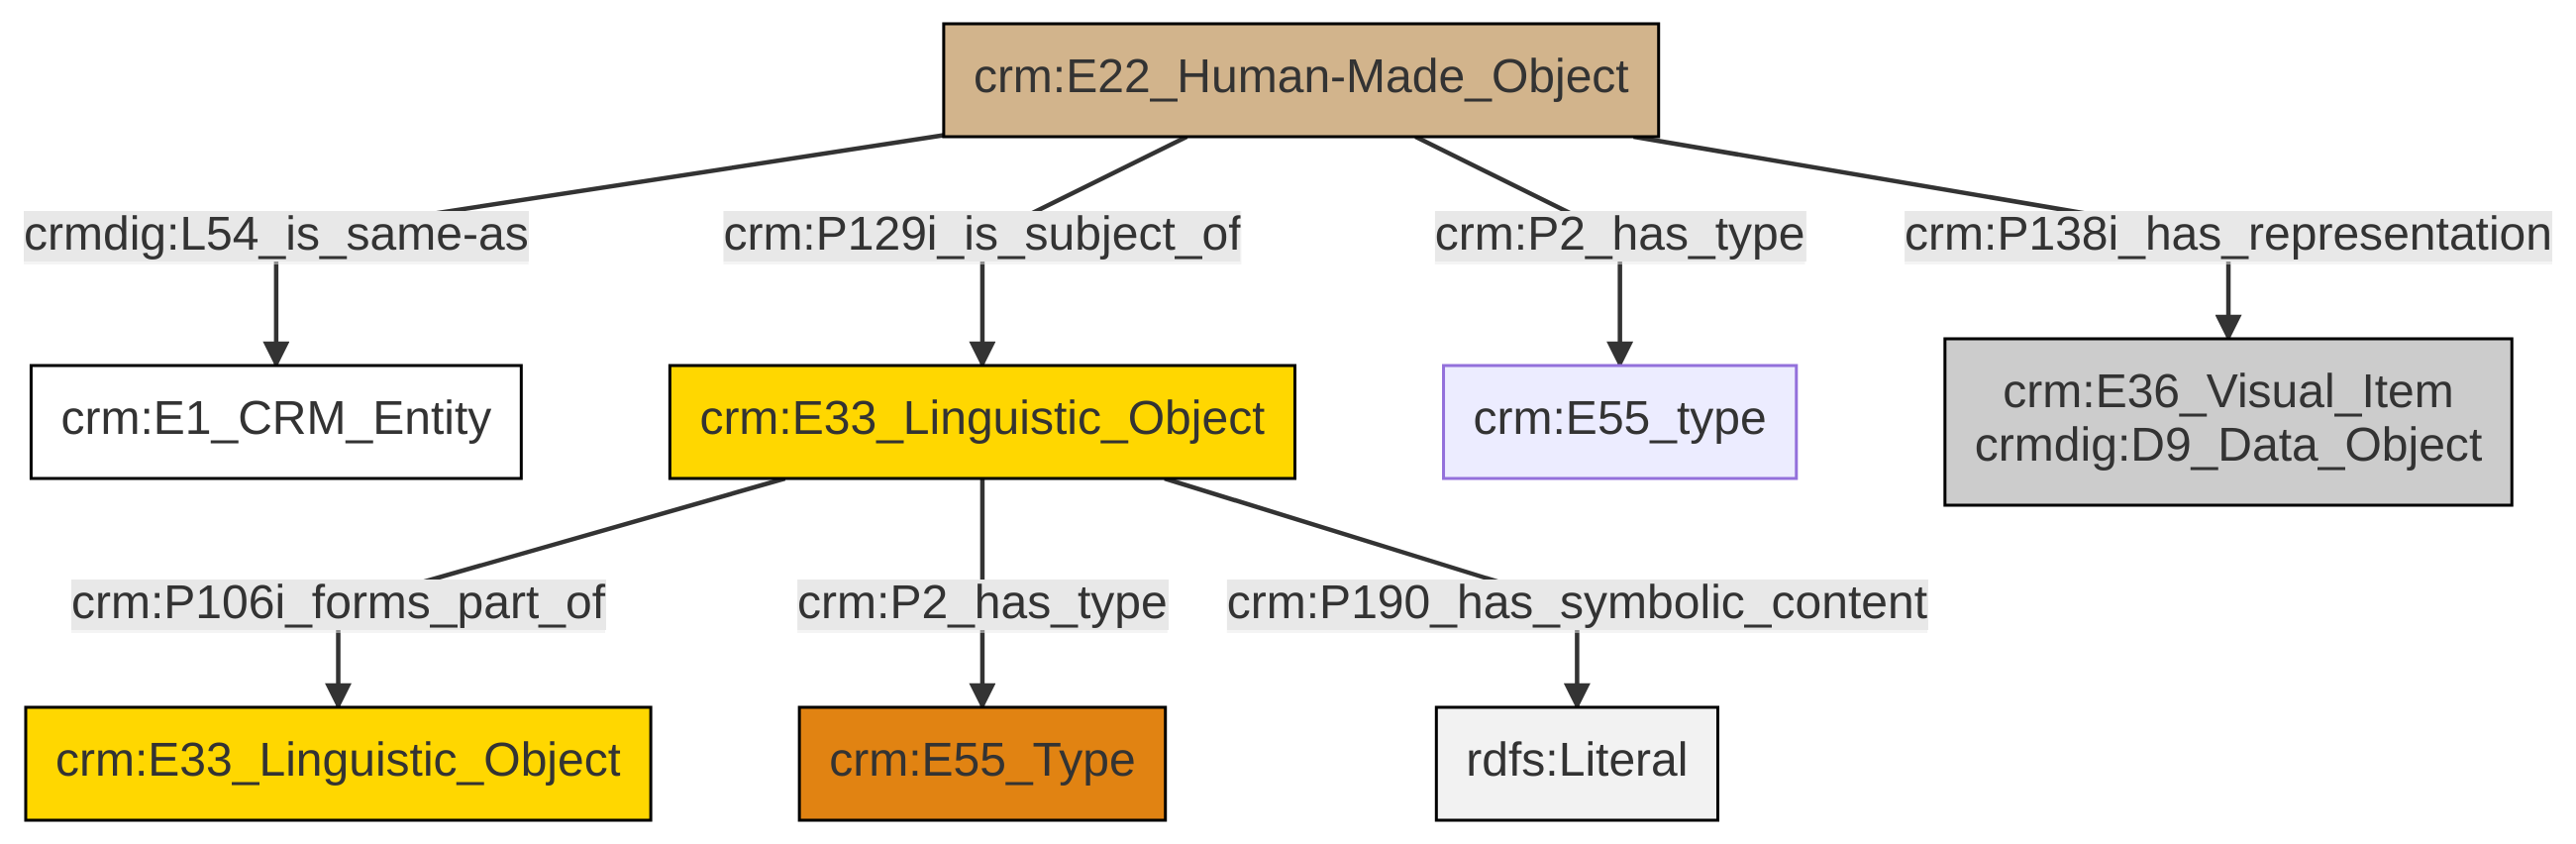 crm:E22_Human-Made_Object
crmdig:L54_is_same-as
crm:P129i_is_subject_of
crm:P2_has_type
crm:P138i_has_representation
crm:E1_CRM_Entity
crm:E33_Linguistic_Object
crm:E55_type
crm:E36_Visual_Item
crmdig:D9_Data_Object
crm:P106i_forms_part_of
crm:P2_has_type
crm:P190_has_symbolic_content
crm:E33_Linguistic_Object
crm:E55_Type
rdfs:Literal